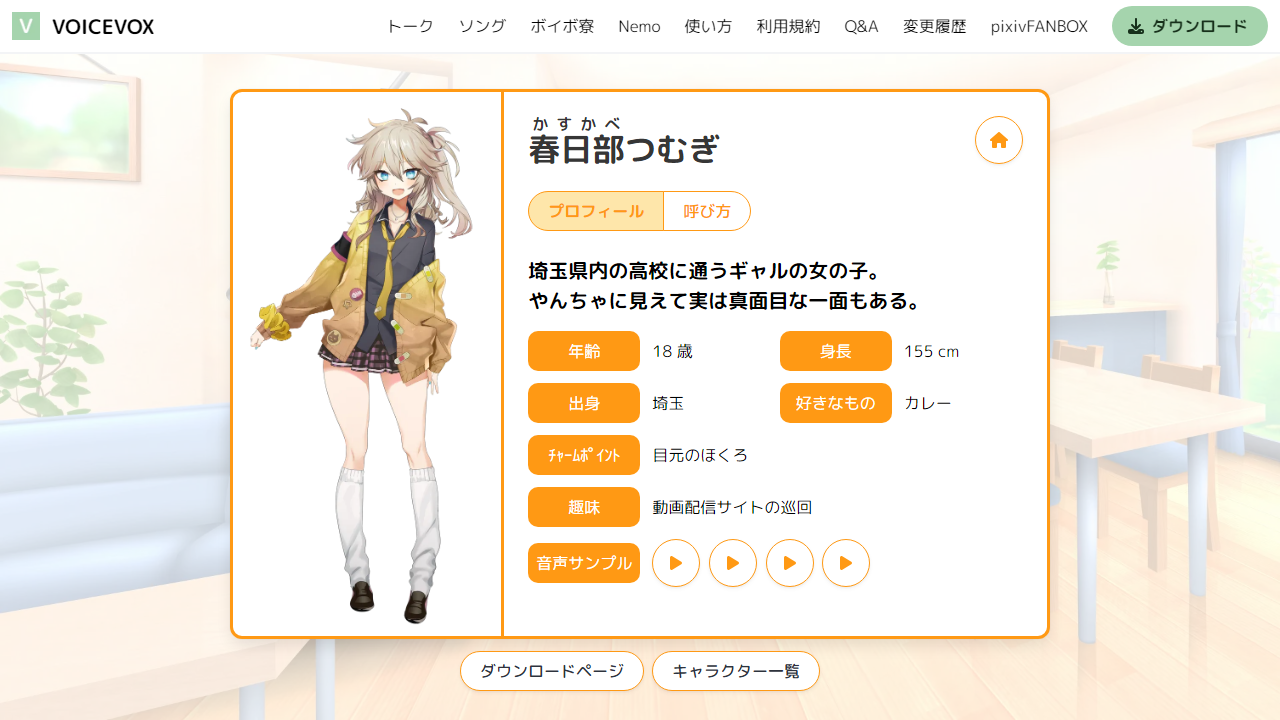 V VOICEVOX トーク ソング ボイボ寮 Nemo 使い方 利用規約 Q&A 変更履歴 pixivFANBOX ダウンロード
かすかべ
春日部つむぎ
プロフィール 呼び方
埼玉県内の高校に通うギャルの女の子。
やんちゃに見えて実は真面目な一面もある。
年齢 18 歳 身長 155 cm
出身 埼玉 好きなもの カレー
ﾁｬｰﾑﾎﾟｲﾝﾄ 目元のほくろ
趣味 動画配信サイトの巡回
音声サンプル
ダウンロードページ キャラクター一覧